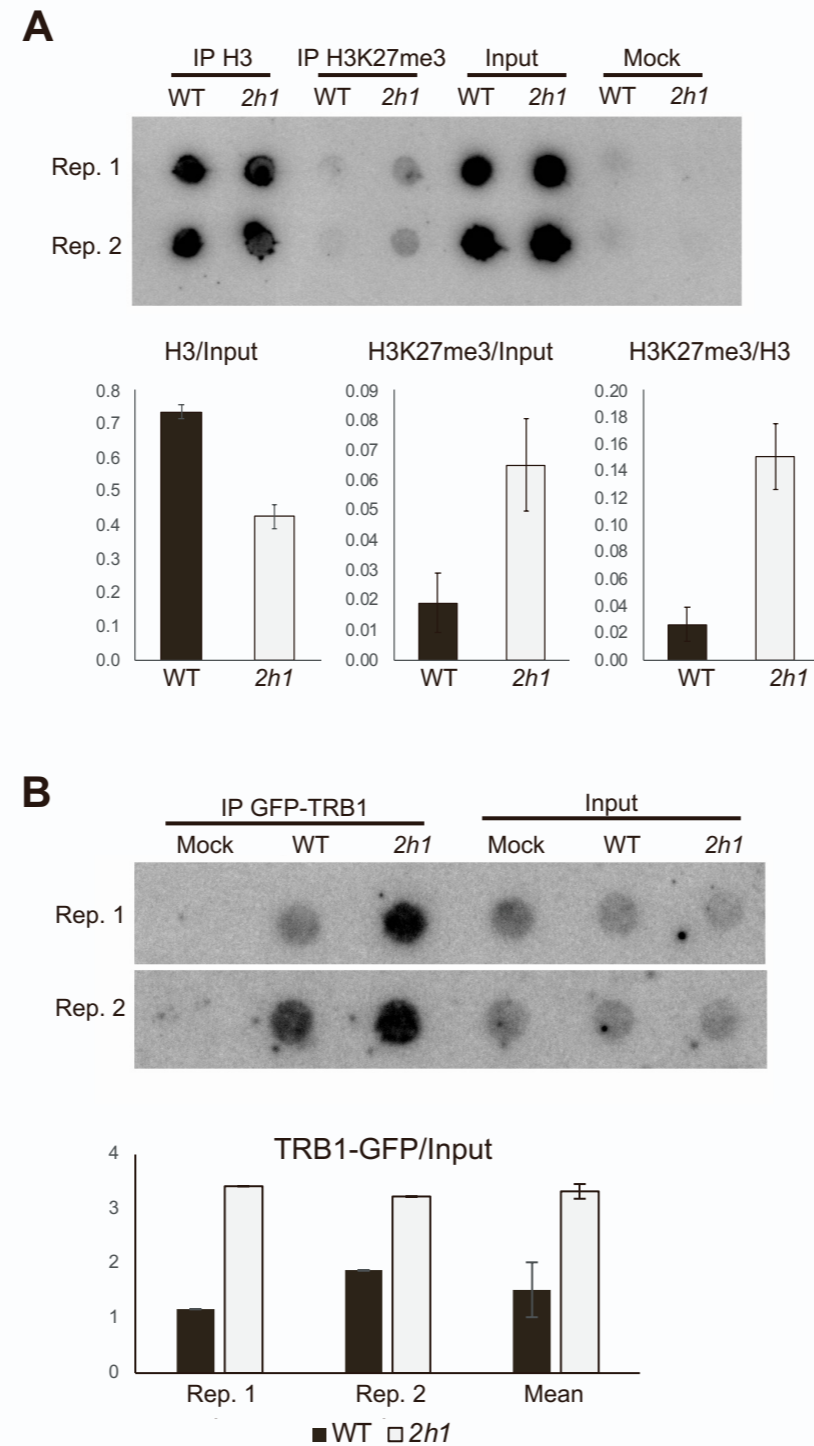 A
IP H3 IP H3K27me3 Input Mock
WT 2h1 WT 2h1 WT 2h1 WT 2h1
Rep. 1
Rep. 2
H3/Input H3K27me3/Input H3K27me3/H3
0.8
0.7
0.6
0.5
0.4
0.3
0.2
0.1
0.0
WT 2h1
0.09
0.08
0.07
0.06
0.05
0.04
0.03
0.02
0.01
0.00
WT 2h1
0.20
0.18
0.16
0.14
0.12
0.10
0.08
0.06
0.04
0.02
0.00
WT 2h1
B
IP GFP-TRB1 Input
Mock WT 2h1 Mock WT 2h1
Rep. 1
Rep. 2
TRB1-GFP/Input
4
3
2
1
0
Rep. 1 Rep. 2 Mean
WT 2h1